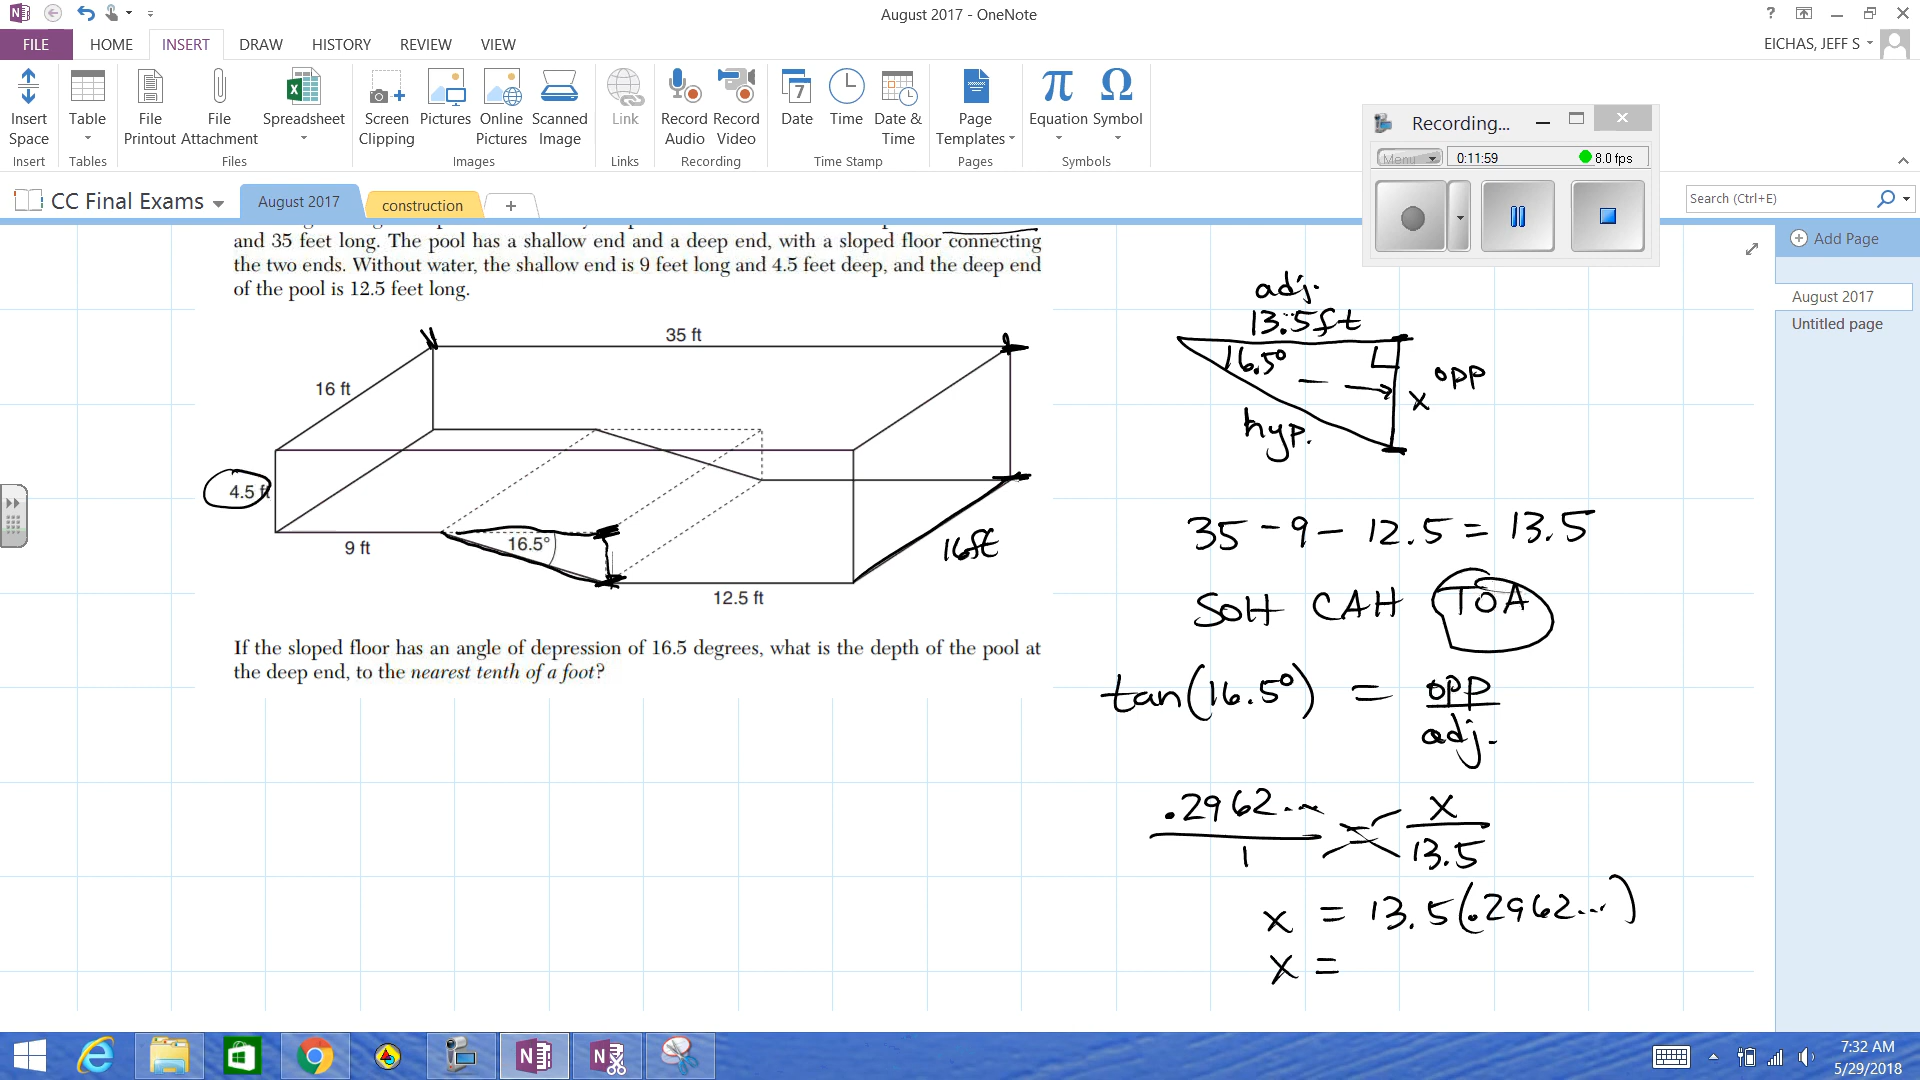 August 2017 - OneNote
?
FILE HOME INSERT DRAW HISTORY REVIEW VIEW
EICHAS, JEFF S
Insert Space
Table
File Printout
File Attachment
Spreadsheet
Screen Clipping
Pictures
Online Pictures
Scanned Image
Link
Record Audio
Record Video
Date
Time
Date & Time
Page Templates
π Equation
Ω Symbol
Insert Tables Files Images Links Recording Time Stamp Pages Symbols
Recording...
Menu 0:11:59 8.0 fps
CC Final Exams August 2017 construction +
Search (Ctrl+E)
Add Page
August 2017
Untitled page
and 35 feet long. The pool has a shallow end and a deep end, with a sloped floor connecting
the two ends. Without water, the shallow end is 9 feet long and 4.5 feet deep, and the deep end
of the pool is 12.5 feet long.
35 ft
16 ft
4.5 ft
9 ft
16.5°
12.5 ft
16ft
If the sloped floor has an angle of depression of 16.5 degrees, what is the depth of the pool at
the deep end, to the nearest tenth of a foot?
adj.
13.5ft
16.5°
opp
x
hyp.
35 - 9 - 12.5 = 13.5
SOH CAH TOA
tan(16.5°) = opp
adj.
.2962... = x
1 13.5
x = 13.5(.2962...)
x =
7:32 AM
5/29/2018